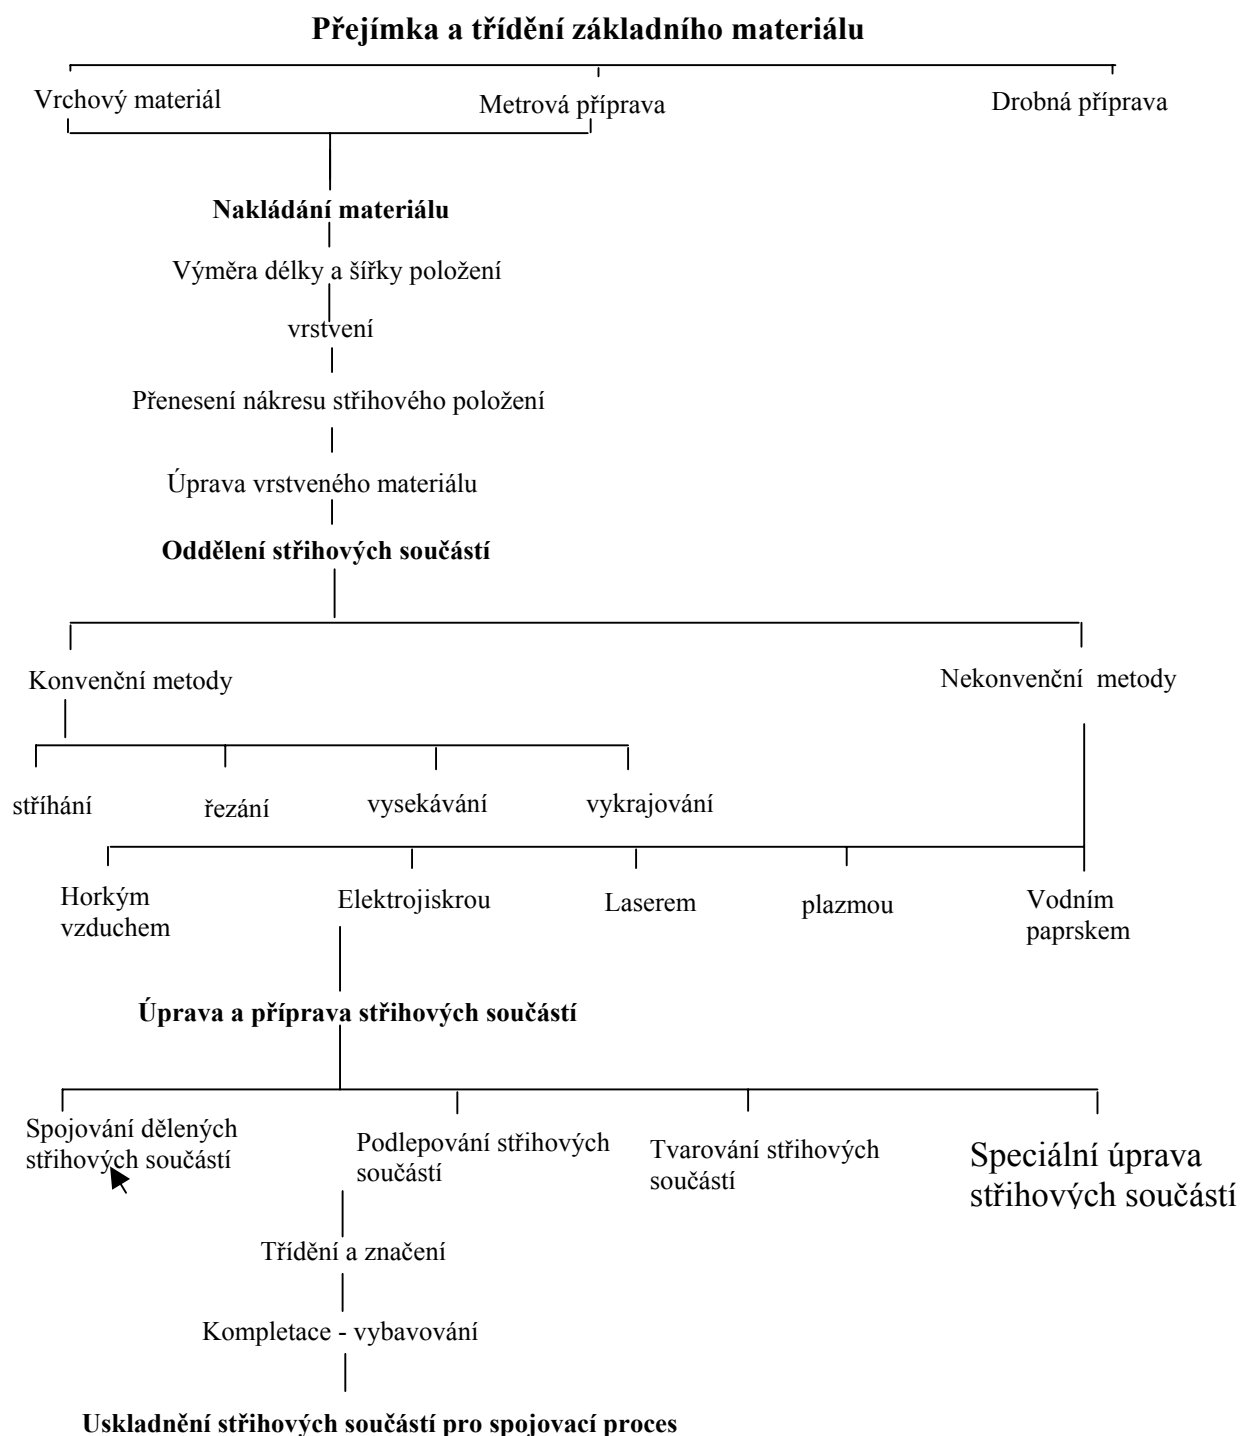 Přejímka a třídění základního materiálu
Vrchový materiál
Metrová příprava
Drobná příprava
Nakládání materiálu
Výměra délky a šířky položení
vrstvení
Přenesení nákresu střihového položení
Úprava vrstveného materiálu
Oddělení střihových součástí
Konvenční metody
Nekonvenční metody
stříhání
řezání
vysekávání
vykrajování
Horkým
vzduchem
Elektrojiskrou
Laserem
plazmou
Vodním
paprskem
Úprava a příprava střihových součástí
Spojování dělených
střihových součástí
Podlepování střihových
součástí
Tvarování střihových
součástí
Speciální úprava
střihových součástí
Třídění a značení
Kompletace - vybavování
Uskladnění střihových součástí pro spojovací proces